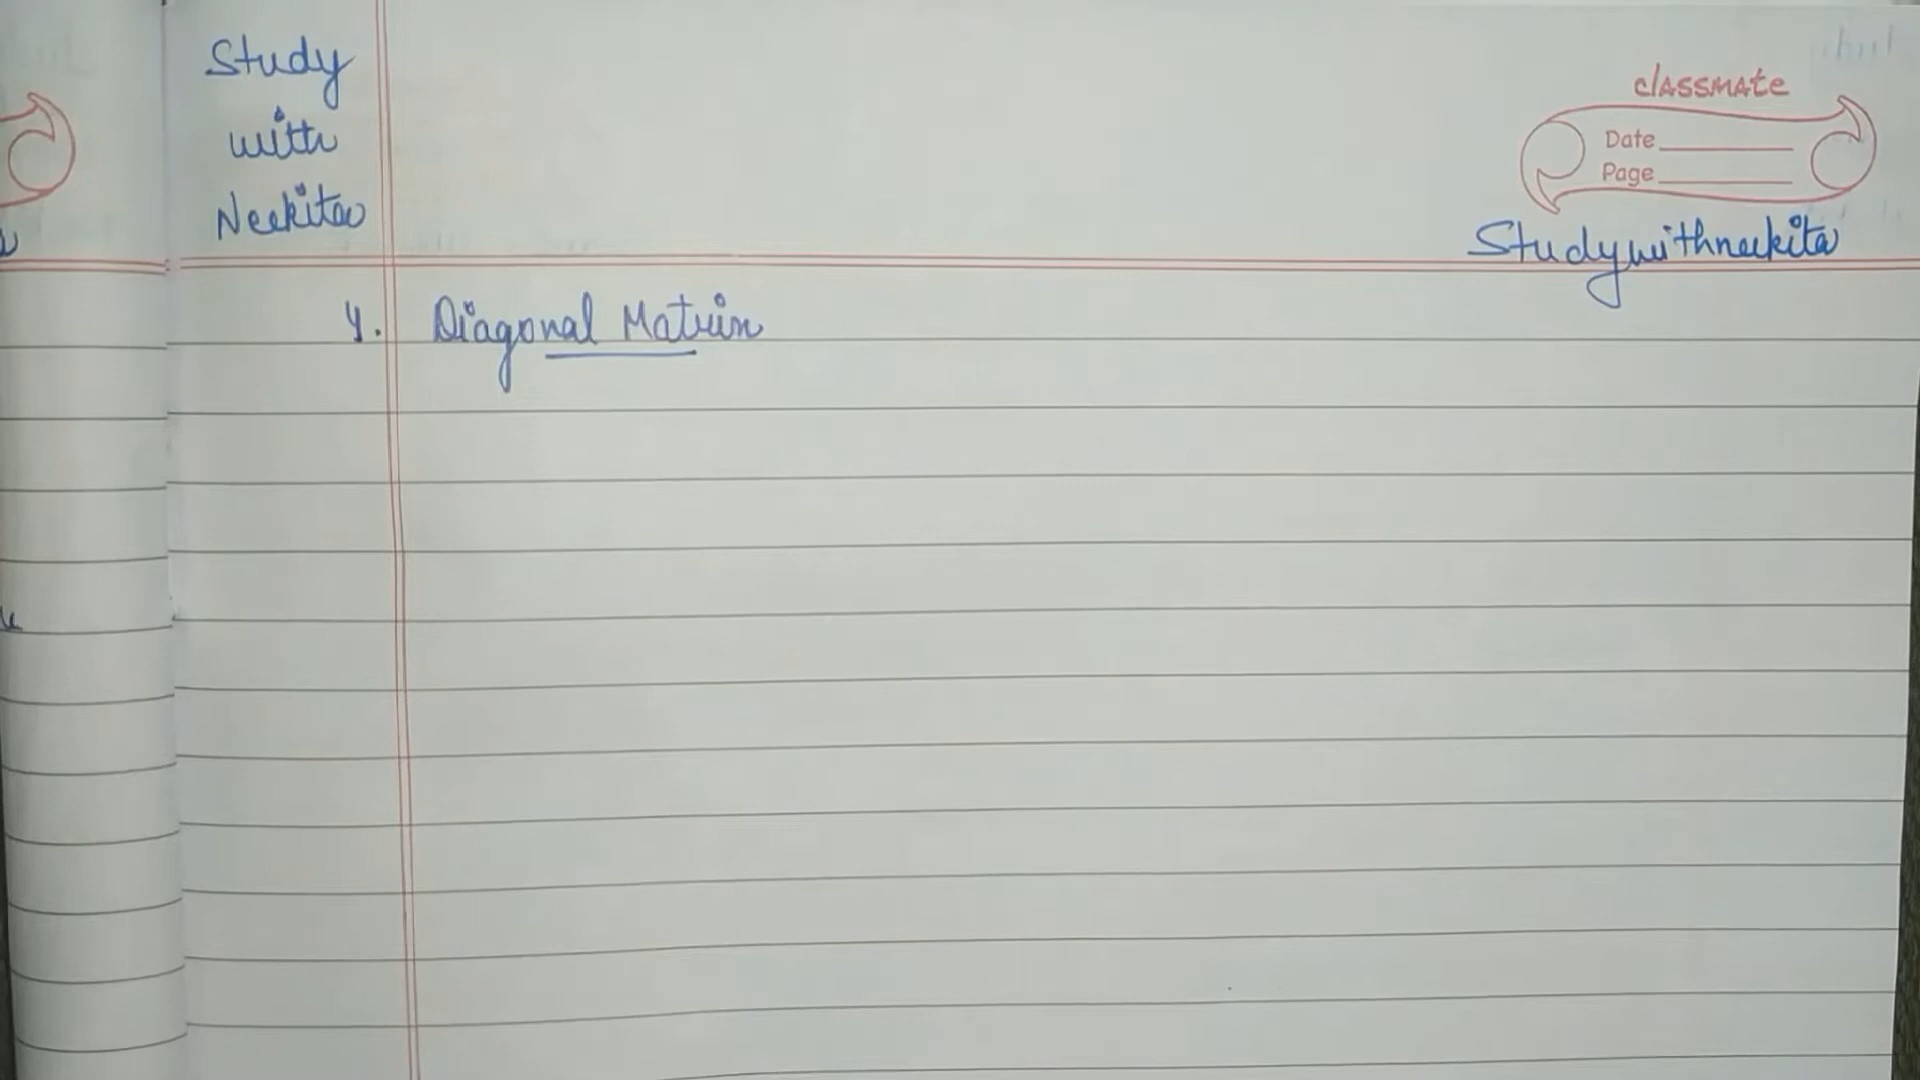 Study
with
Neekita
classmate
Date
Page
Studywithneekita
4. Diagonal Matrix